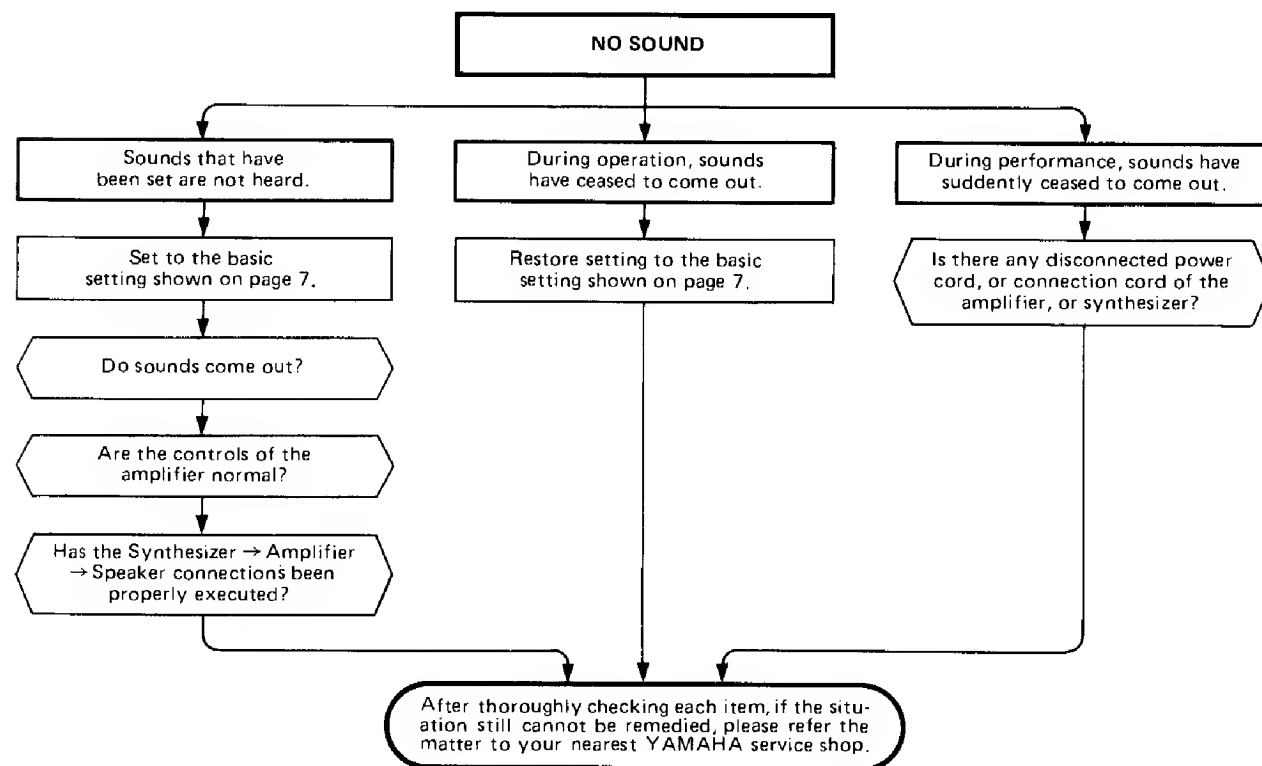 NO SOUND
Sounds that have
been set are not heard.
Set to the basic
setting shown on page 7.
Do sounds come out?
Are the controls of the
amplifier normal?
Has the Synthesizer → Amplifier
→ Speaker connections been
properly executed?
During operation, sounds
have ceased to come out.
Restore setting to the basic
setting shown on page 7.
During performance, sounds have
suddently ceased to come out.
Is there any disconnected power
cord, or connection cord of the
amplifier, or synthesizer?
After thoroughly checking each item, if the situ-
ation still cannot be remedied, please refer the
matter to your nearest YAMAHA service shop.